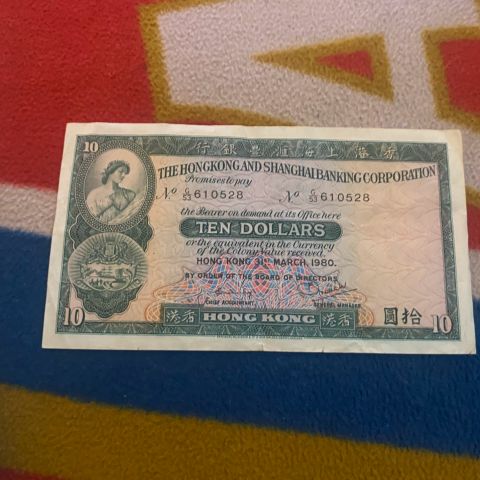 行銀豐滙海上港香
10
THE HONGKONG AND SHANGHAI BANKING CORPORATION
Promises to pay
No G/53 610528 No G/53 610528
the Bearer on demand at its Office here
TEN DOLLARS
or the equivalent in the Currency
of the Colony Value received.
HONG KONG 31ST MARCH, 1980.
BY ORDER OF THE BOARD OF DIRECTORS
CHIEF ACCOUNTANT GENERAL MANAGER
10 港香 HONG KONG 港香 圓拾 10